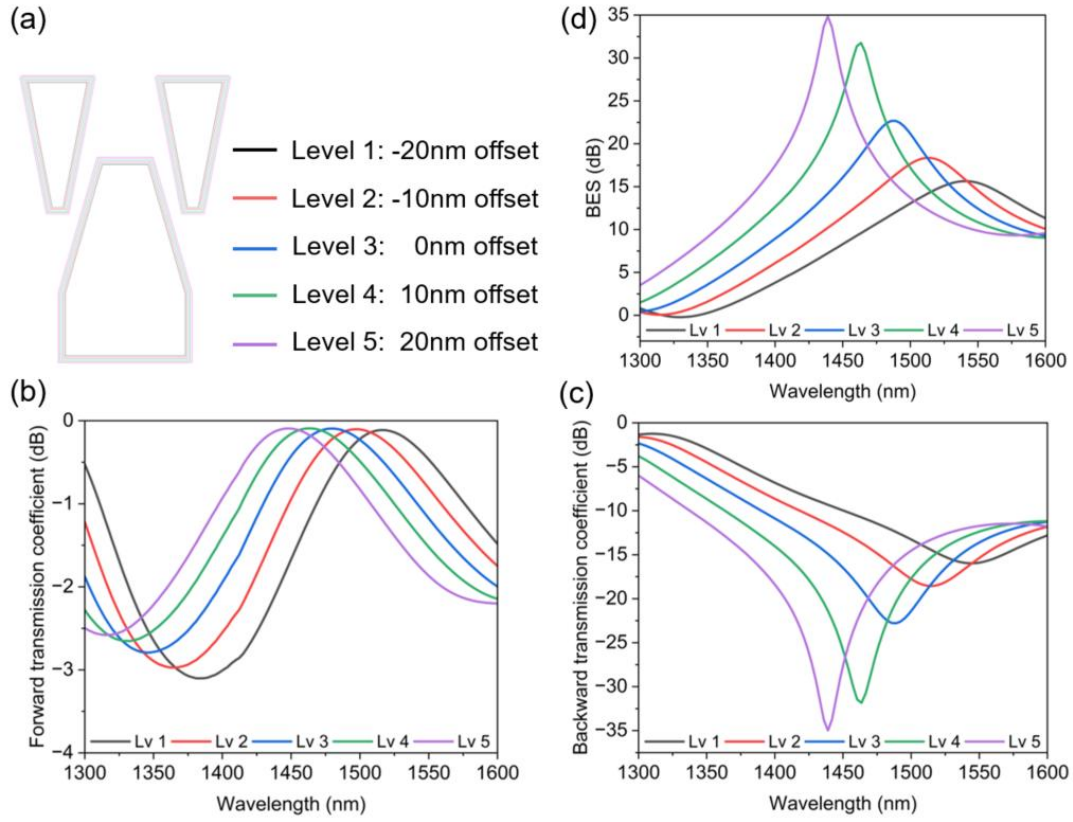 (a)
Level 1: -20nm offset
Level 2: -10nm offset
Level 3: 0nm offset
Level 4: 10nm offset
Level 5: 20nm offset
(d)
BES (dB)
35
30
25
20
15
10
5
0
Lv 1 Lv 2 Lv 3 Lv 4 Lv 5
1300 1350 1400 1450 1500 1550 1600
Wavelength (nm)
(b)
Forward transmission coefficient (dB)
0
−1
−2
−3
−4
Lv 1 Lv 2 Lv 3 Lv 4 Lv 5
1300 1350 1400 1450 1500 1550 1600
Wavelength (nm)
(c)
Backward transmission coefficient (dB)
0
−5
−10
−15
−20
−25
−30
−35
Lv 1 Lv 2 Lv 3 Lv 4 Lv 5
1300 1350 1400 1450 1500 1550 1600
Wavelength (nm)